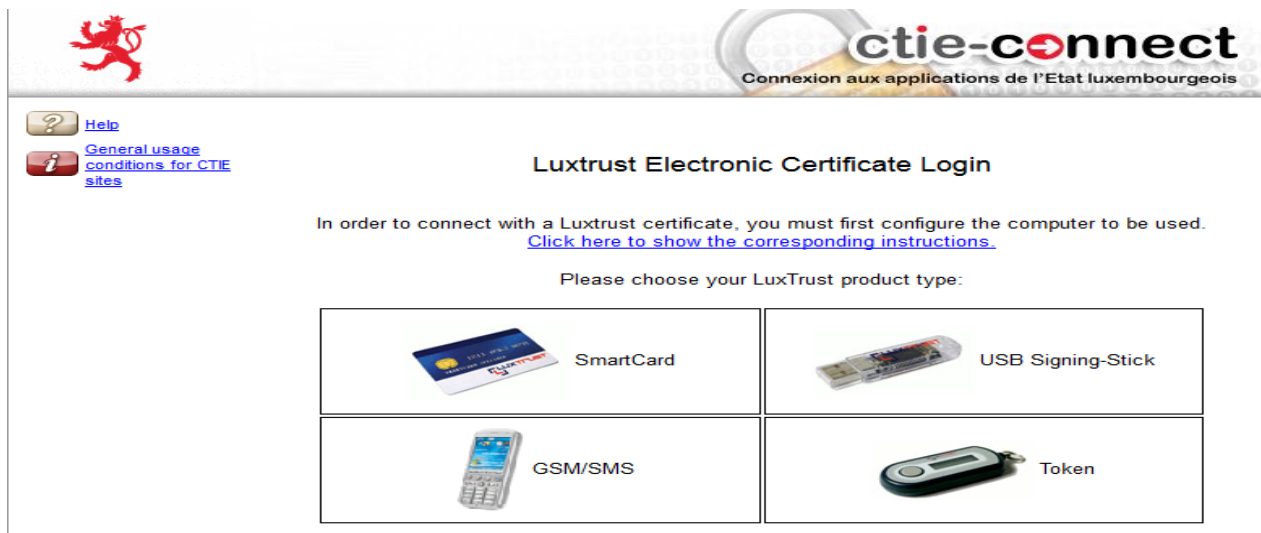 ctie-connect
Connexion aux applications de l'Etat luxembourgeois
Help
General usage
conditions for CTIE
sites
Luxtrust Electronic Certificate Login
In order to connect with a Luxtrust certificate, you must first configure the computer to be used.
Click here to show the corresponding instructions.
Please choose your LuxTrust product type:
LUXTRUST
SmartCard
USB Signing-Stick
GSM/SMS
Token